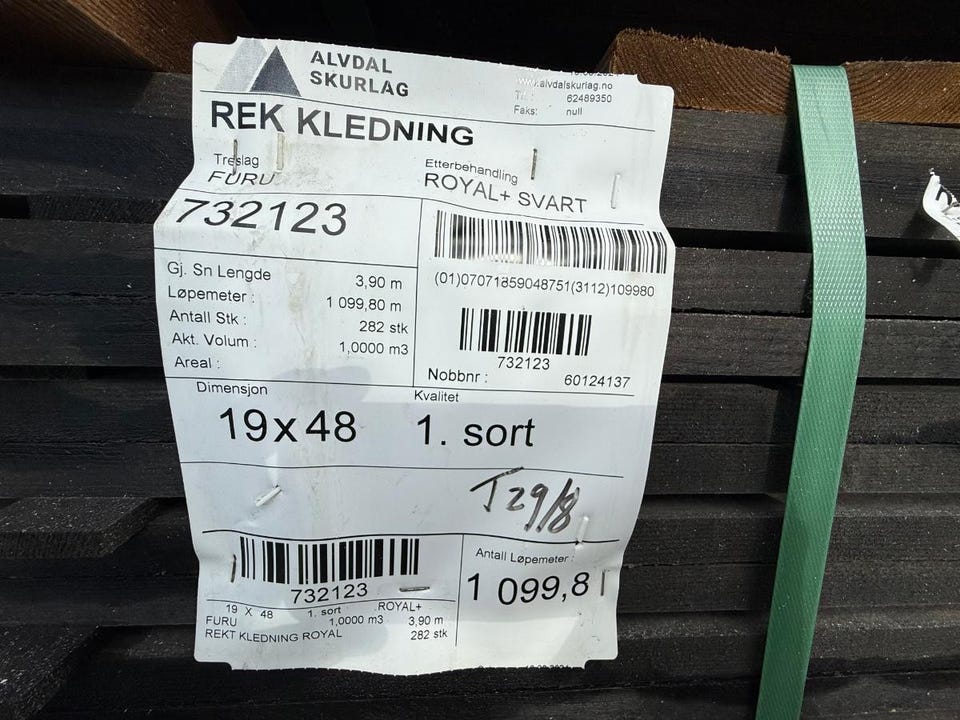 ALVDAL
SKURLAG
www.alvdalskurlag.no
62489350
Faks: null
REK KLEDNING
Treslag
FURU
Etterbehandling
ROYAL+ SVART
732123
(01)07071859048751(3112)109980
Gj. Sn Lengde 3,90 m
Løpemeter : 1 099,80 m
Antall Stk : 282 stk
Akt. Volum : 1,0000 m3
Areal :
732123
Nobbnr : 60124137
Dimensjon
19x48
Kvalitet
1. sort
T29/8
732123
19 X 48 1. sort ROYAL+
FURU 1,0000 m3 3,90 m
REKT KLEDNING ROYAL 282 stk
Antall Løpemeter :
1 099,8 l